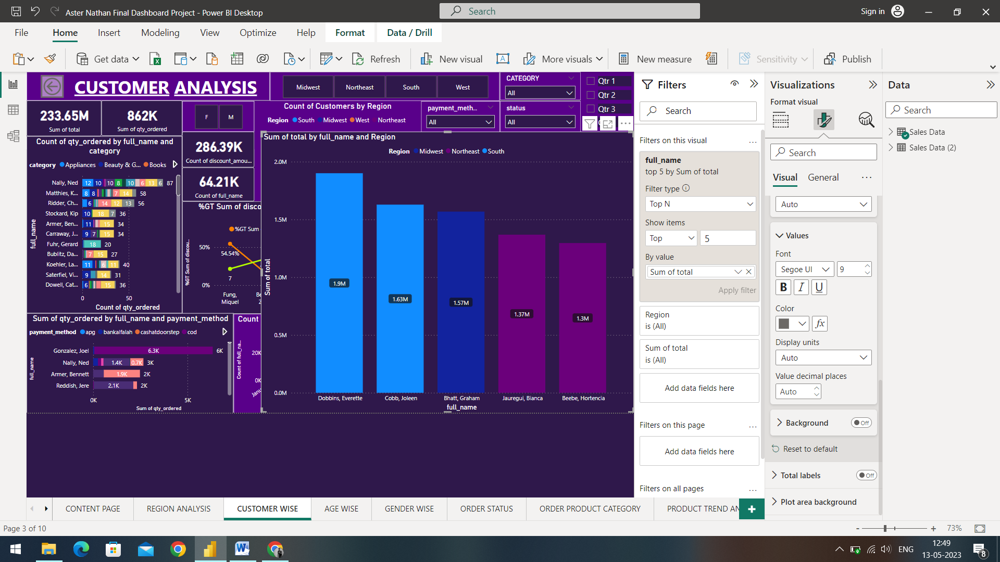 Aster Nathan Final Dashboard Project - Power BI Desktop
Search
Sign in
File
Home
Insert
Modeling
View
Optimize
Help
Format
Data / Drill
Get data
Refresh
New visual
More visuals
New measure
Sensitivity
Publish
CUSTOMER ANALYSIS
Midwest
Northeast
South
West
CATEGORY
All
Qtr 1
Qtr 2
Qtr 3
233.65M
Sum of total
862K
Sum of qty_ordered
F
M
Count of Customers by Region
Region South Midwest West Northeast
payment_meth...
All
status
All
Count of qty_ordered by full_name and
category
category Appliances Beauty & G... Books
full_name
Nally, Ned 12 10 10 8 10 6 13 6 87
Matthies, K... 8 8 7 14 58
Ridder, Ch... 6 14 12 13 56
Stockard, Kip 10 18 7 36
Armer, Ben... 11 15 34
Carraway, J... 9 7 15 34
Fuhr, Gerard 18 20
Bublitz, Da... 7 15 27
Koehler, La... 11 6 11 40
Saterfiel, Vi... 9 14 31
Dowell, Cat... 6 15 36
0 50
Count of qty_ordered
286.39K
Count of discount_amou...
64.21K
Count of full_name
%GT Sum of disco
%GT Sum
%GT Sum of discou...
50%
54.54%
7
0%
Fung,
Miquel
Be
Z
Sum of qty_ordered by full_name and payment_method
payment_method apg bankalfalah cashatdoorstep cod
full_name
Gonzalez, Joel 6.3K 6K
Nally, Ned 1.4K 0.7K 3K
Armer, Bennett 1.9K 2K
Reddish, Jere 2.1K 2K
0K 5K
Sum of qty_ordered
Count
Count of full_na...
20K
0K
Janu
Sum of total by full_name and Region
Region Midwest Northeast South
Sum of total
2.0M
1.5M
1.0M
0.5M
0.0M
1.9M
1.63M
1.57M
1.37M
1.3M
Dobbins, Everette
Cobb, Joleen
Bhatt, Graham
Jauregui, Bianca
Beebe, Hortencia
full_name
Filters
Search
Filters on this visual
...
full_name
top 5 by Sum of total
Filter type
Top N
Show items
Top
5
By value
Sum of total
Apply filter
Region
is (All)
Sum of total
is (All)
Add data fields here
Filters on this page
...
Add data fields here
Filters on all pages
...
Visualizations
Format visual
Search
Visual
General
...
Auto
Values
Font
Segoe UI
9
B
I
U
Color
fx
Display units
Auto
Value decimal places
Auto
Background
Off
Reset to default
Total labels
Off
Plot area background
Data
Search
Sales Data
Sales Data (2)
CONTENT PAGE
REGION ANALYSIS
CUSTOMER WISE
AGE WISE
GENDER WISE
ORDER STATUS
ORDER PRODUCT CATEGORY
PRODUCT TREND AN
+
Page 3 of 10
- + 73%
ENG
12:49
13-05-2023
8